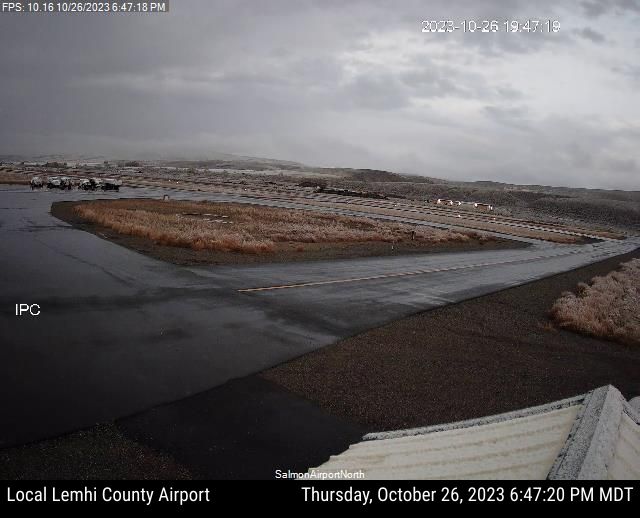 FPS: 10.16 10/26/2023 6:47:18 PM
2023-10-26 19:47:19
IPC
SalmonAirportNorth
Local Lemhi County Airport Thursday, October 26, 2023 6:47:20 PM MDT